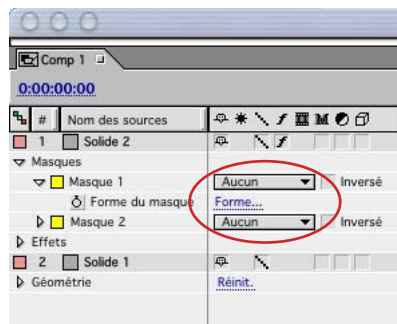 Comp 1
0:00:00:00
# Nom des sources
1 Solide 2
Masques
Masque 1 Aucun Inversé
Forme du masque Forme...
Masque 2 Aucun Inversé
Effets
2 Solide 1
Géométrie Réinit.